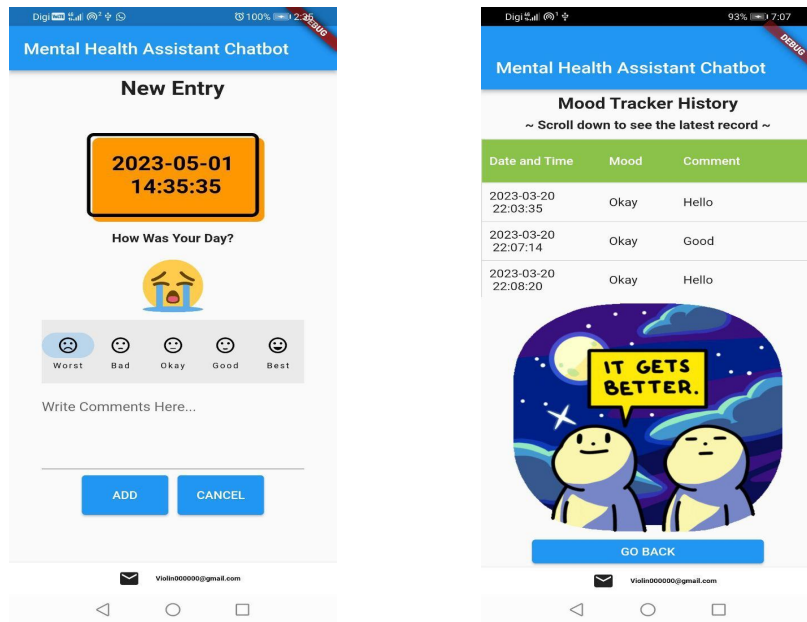 Digi 2 100% 2:35
DEBUG
Mental Health Assistant Chatbot
New Entry
2023-05-01
14:35:35
How Was Your Day?
Worst Bad Okay Good Best
Write Comments Here...
ADD CANCEL
Violin000000@gmail.com
Digi 1 93% 7:07
DEBUG
Mental Health Assistant Chatbot
Mood Tracker History
~ Scroll down to see the latest record ~
Date and Time Mood Comment
2023-03-20
22:03:35 Okay Hello
2023-03-20
22:07:14 Okay Good
2023-03-20
22:08:20 Okay Hello
IT GETS
BETTER.
GO BACK
Violin000000@gmail.com